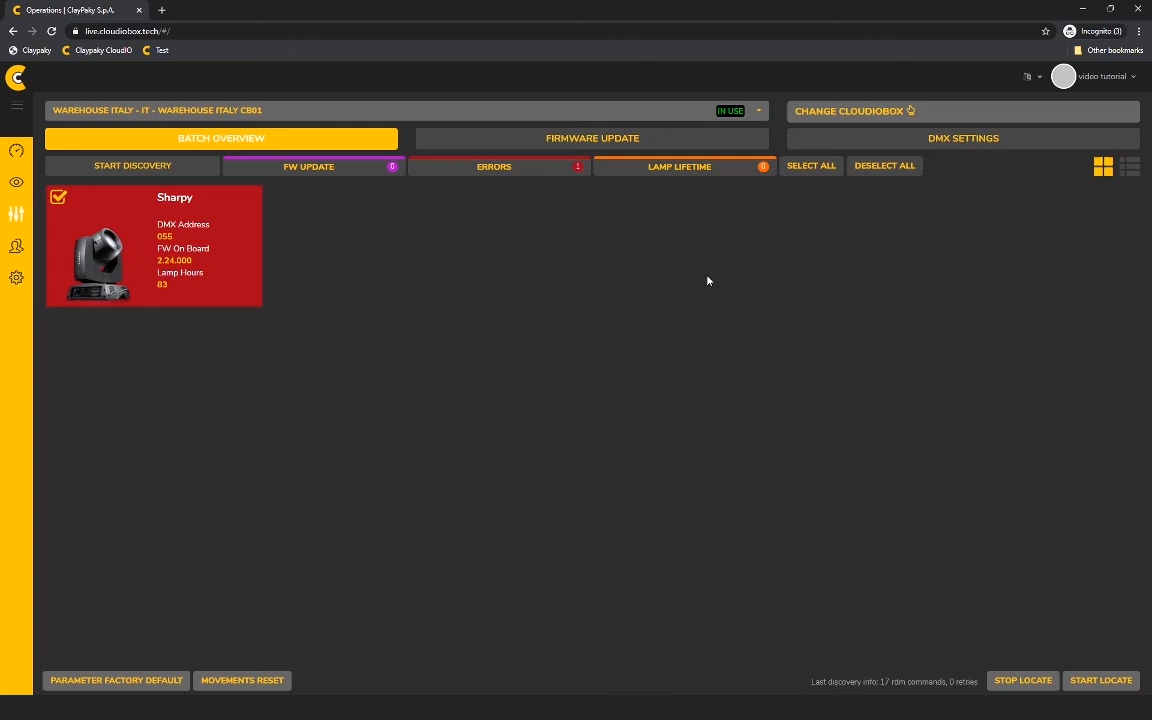 Operations | ClayPaky S.p.A.
live.cloudiobox.tech/#/
Incognito (3)
Claypaky
Claypaky CloudIO
Test
Other bookmarks
video tutorial
WAREHOUSE ITALY - IT - WAREHOUSE ITALY CB01
IN USE
CHANGE CLOUDIOBOX
BATCH OVERVIEW
FIRMWARE UPDATE
DMX SETTINGS
START DISCOVERY
FW UPDATE 0
ERRORS 1
LAMP LIFETIME 0
SELECT ALL
DESELECT ALL
Sharpy
DMX Address
055
FW On Board
2.24.000
Lamp Hours
83
PARAMETER FACTORY DEFAULT
MOVEMENTS RESET
Last discovery info: 17 rdm commands, 0 retries
STOP LOCATE
START LOCATE